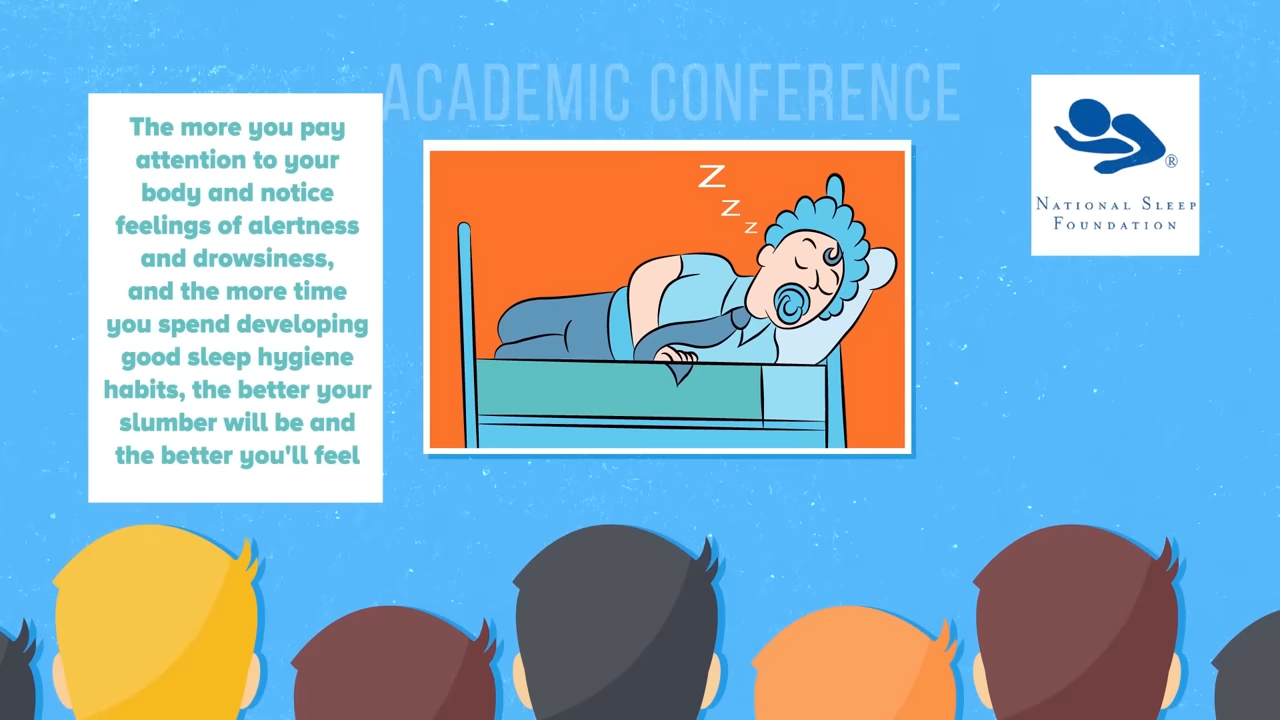 ACADEMIC CONFERENCE
The more you pay
attention to your
body and notice
feelings of alertness
and drowsiness,
and the more time
you spend developing
good sleep hygiene
habits, the better your
slumber will be and
the better you'll feel
Z
Z
Z
®
NATIONAL SLEEP
FOUNDATION